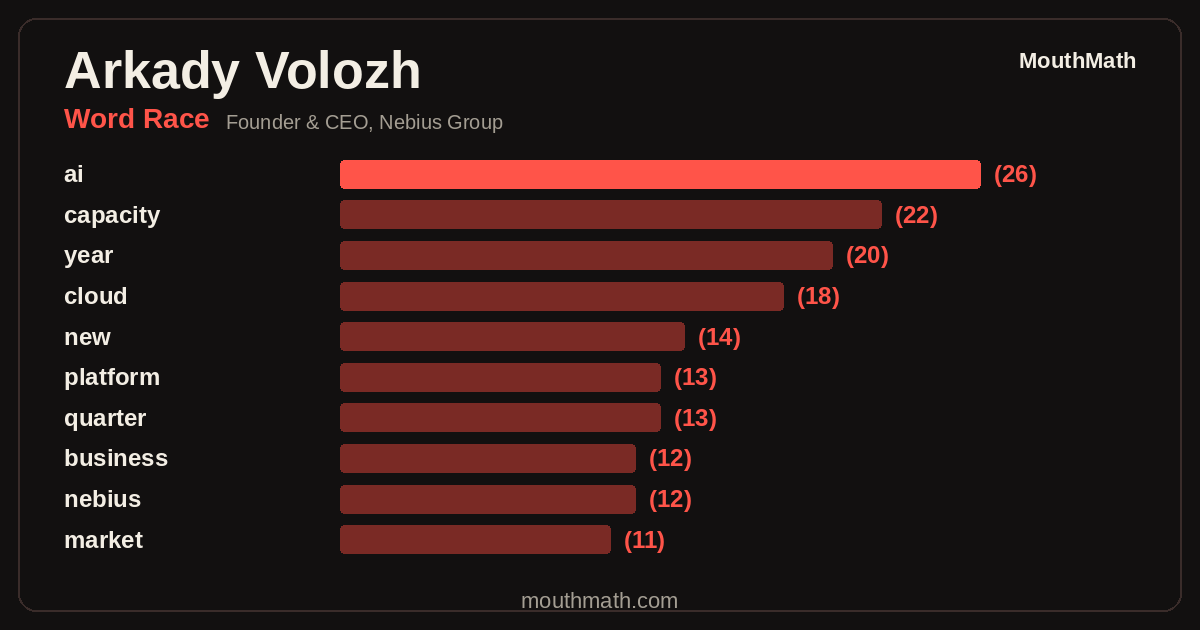 Arkady Volozh
MouthMath
Word Race Founder & CEO, Nebius Group
ai (26)
capacity (22)
year (20)
cloud (18)
new (14)
platform (13)
quarter (13)
business (12)
nebius (12)
market (11)
mouthmath.com